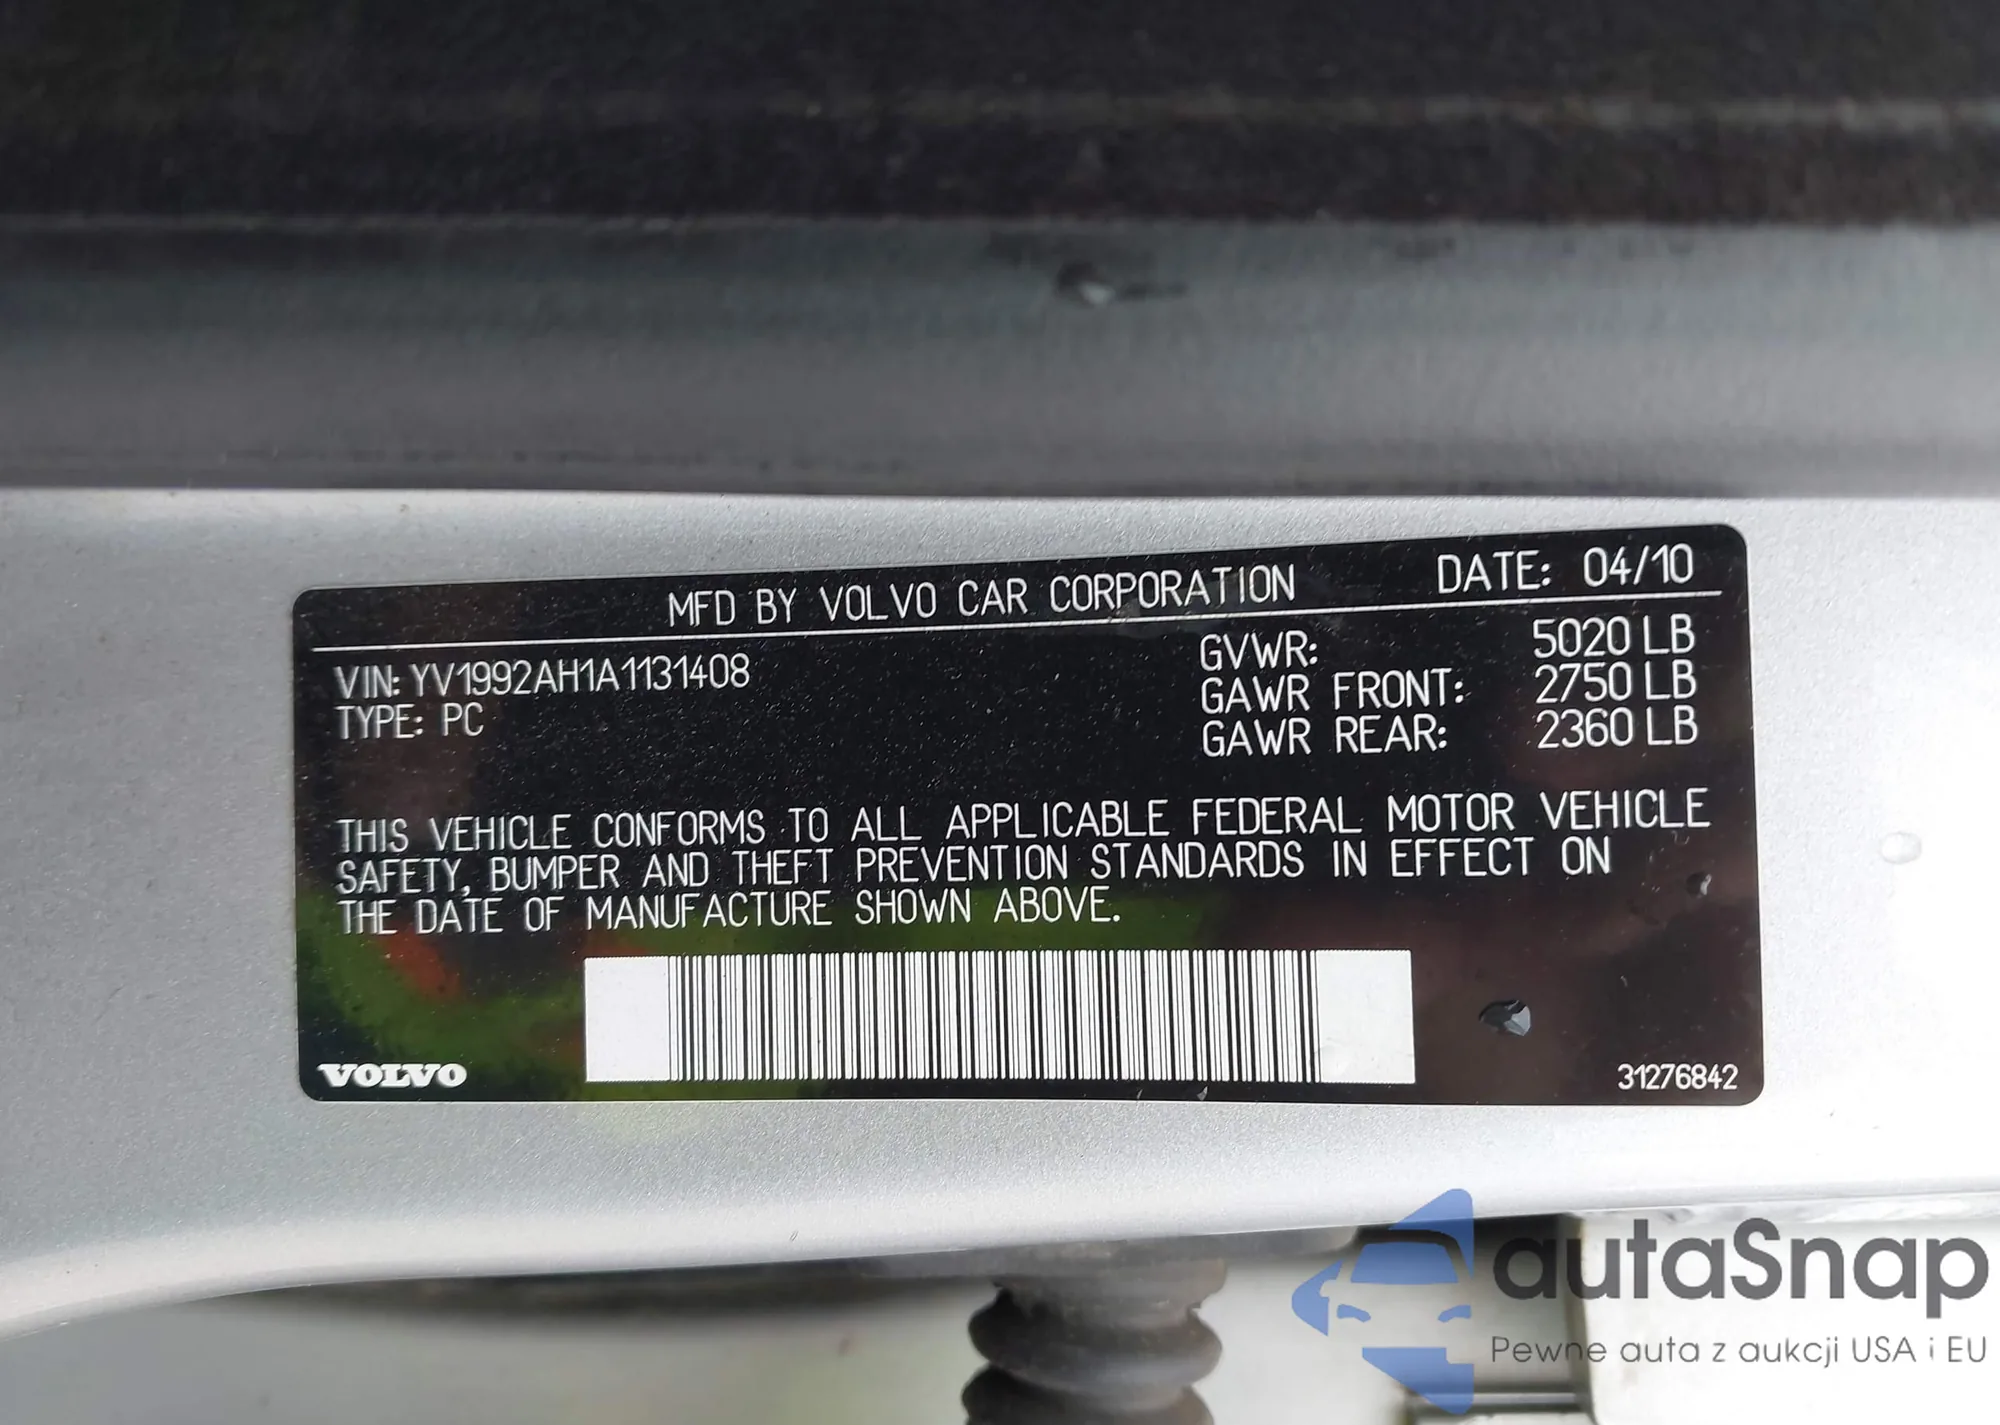 MFD BY VOLVO CAR CORPORATION DATE: 04/10
VIN: YV1992AH1A1131408
TYPE: PC
GVWR: 5020 LB
GAWR FRONT: 2750 LB
GAWR REAR: 2360 LB
THIS VEHICLE CONFORMS TO ALL APPLICABLE FEDERAL MOTOR VEHICLE
SAFETY, BUMPER AND THEFT PREVENTION STANDARDS IN EFFECT ON
THE DATE OF MANUFACTURE SHOWN ABOVE.
VOLVO
31276842
autaSnap
Pewne auta z aukcji USA i EU